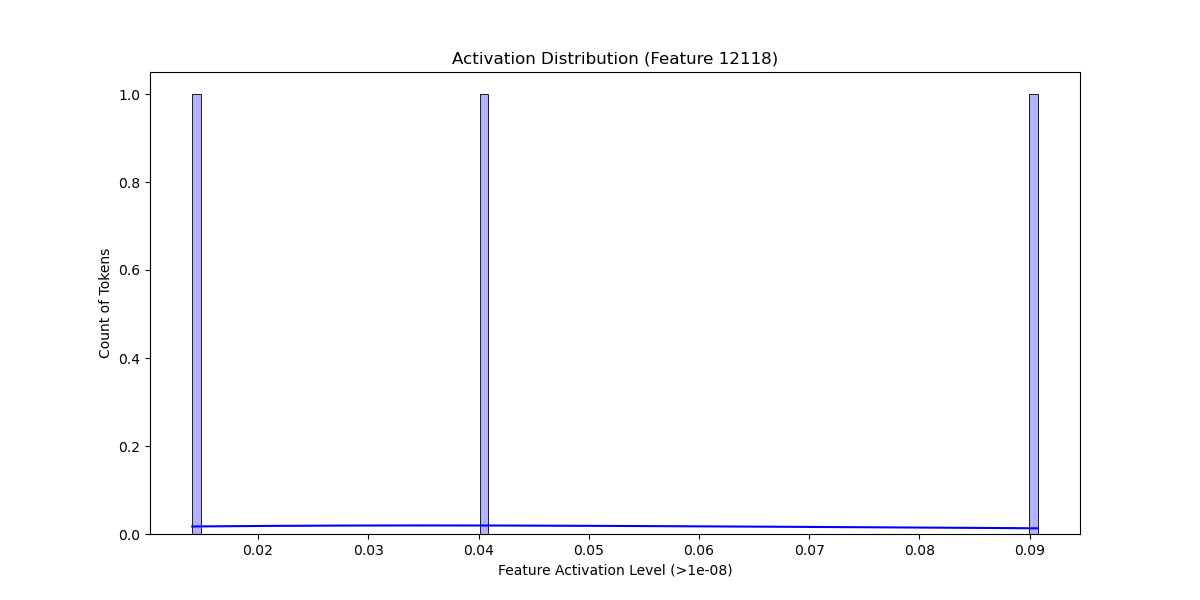 Activation Distribution (Feature 12118)
1.0
0.8
0.6
0.4
0.2
0.0
Count of Tokens
0.02 0.03 0.04 0.05 0.06 0.07 0.08 0.09
Feature Activation Level (>1e-08)